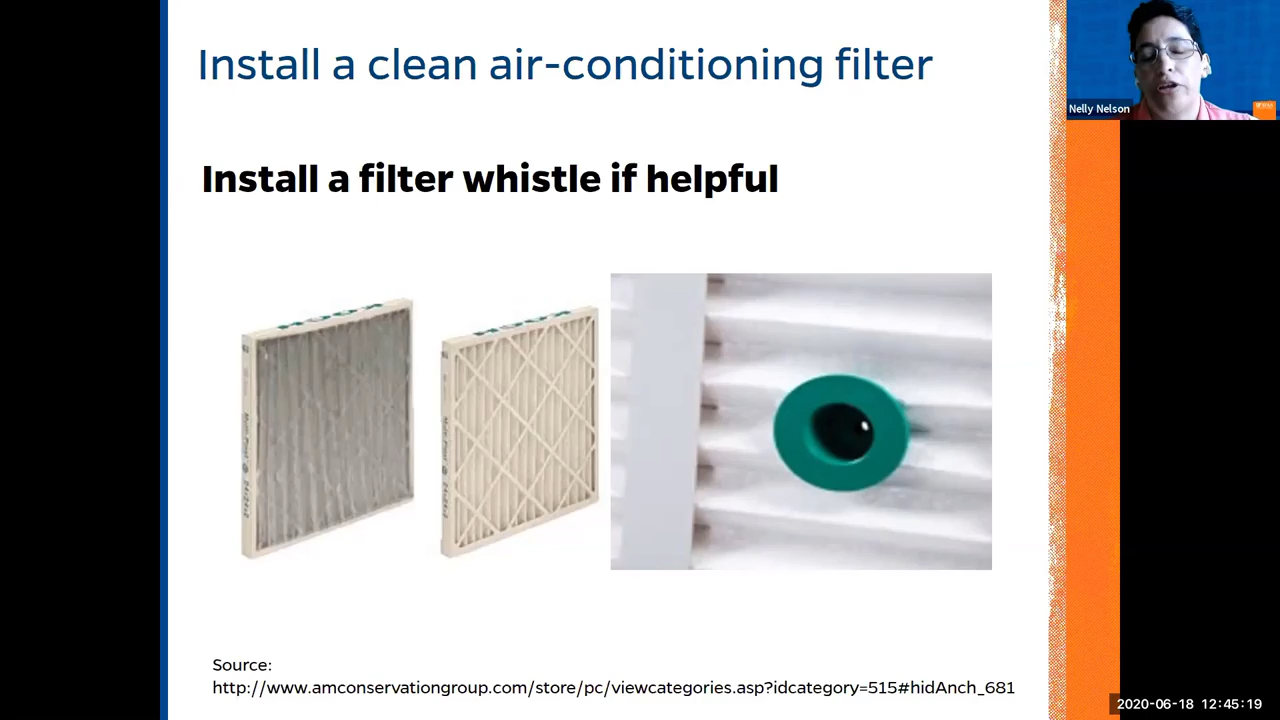 Install a clean air-conditioning filter
Nelly Nelson
Install a filter whistle if helpful
Source:
http://www.amconservationgroup.com/store/pc/viewcategories.asp?idcategory=515#hidAnch_681
2020-06-18 12:45:19